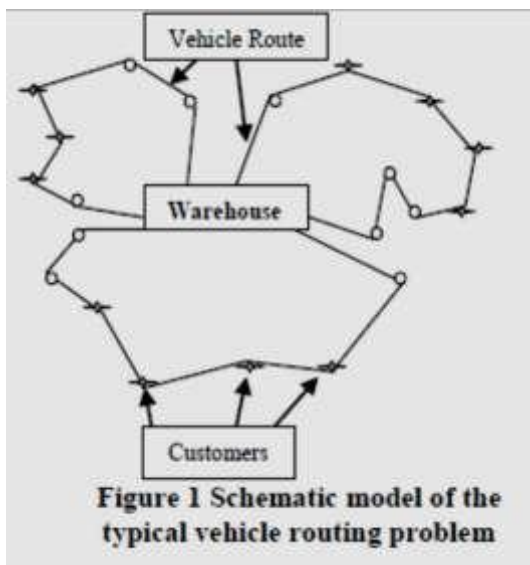 Vehicle Route
Warehouse
Customers
Figure 1 Schematic model of the
typical vehicle routing problem